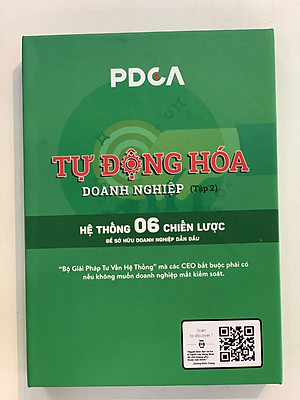 PDCA
TỰ ĐỘNG HÓA
DOANH NGHIỆP (Tập 2)
HỆ THỐNG 06 CHIẾN LƯỢC
ĐỂ SỞ HỮU DOANH NGHIỆP DẪN ĐẦU
"Bộ Giải Pháp Tư Vấn Hệ Thống" mà các CEO bắt buộc phải có
nếu không muốn doanh nghiệp mất kiểm soát.
Scan
to discover!